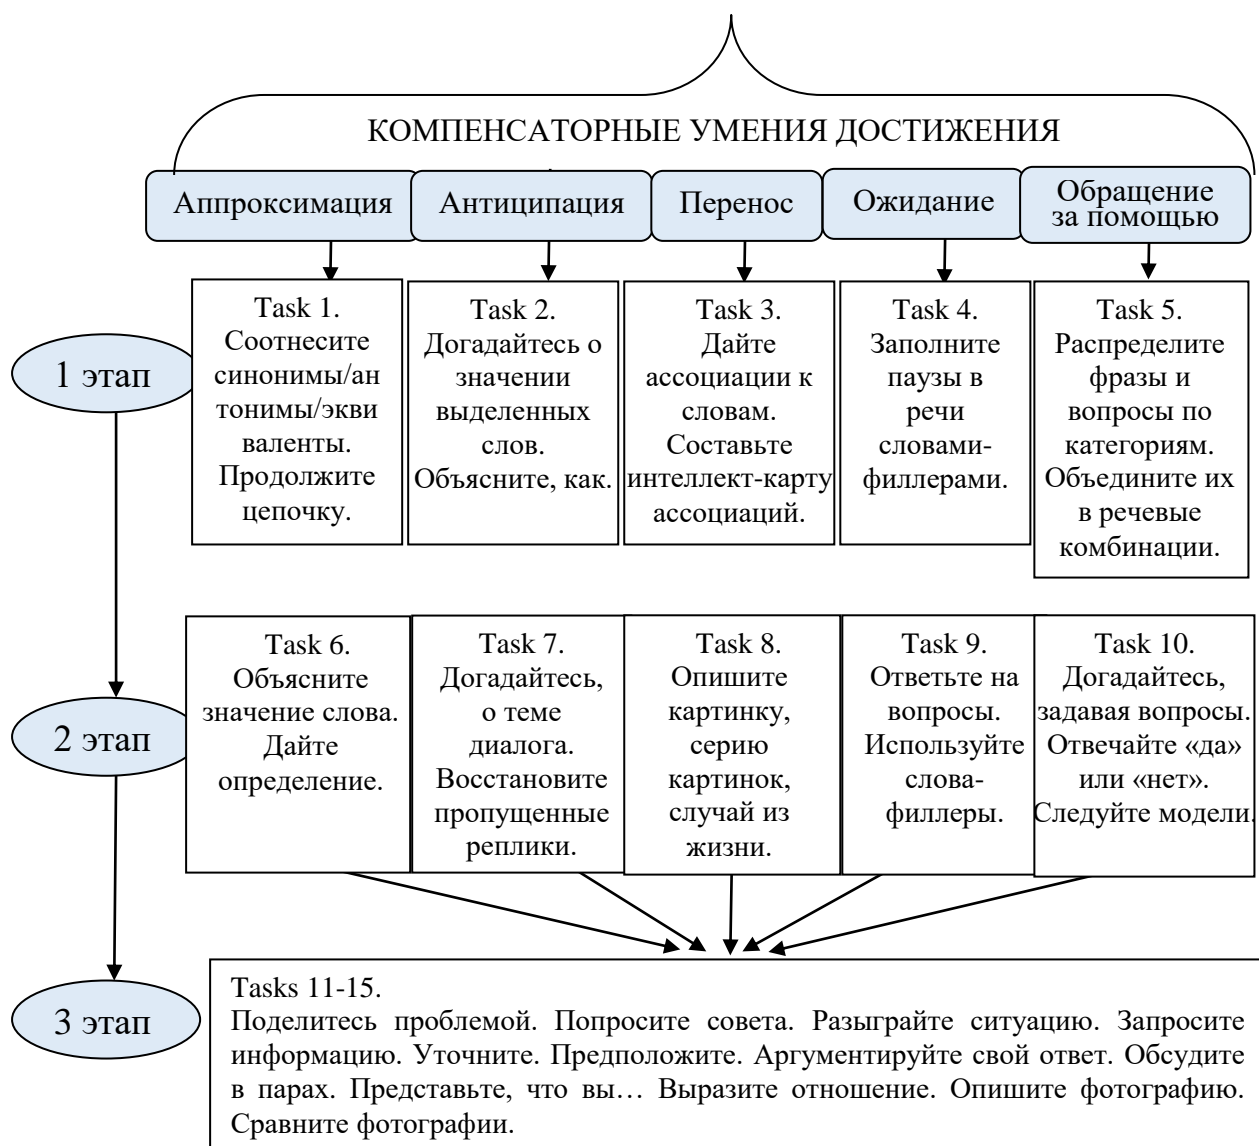 КОМПЕНСАТОРНЫЕ УМЕНИЯ ДОСТИЖЕНИЯ
Аппроксимация
Антиципация
Перенос
Ожидание
Обращение
за помощью
1 этап
Task 1.
Соотнесите
синонимы/ан
тонимы/экви
валенты.
Продолжите
цепочку.
Task 2.
Догадайтесь о
значении
выделенных
слов.
Объясните, как.
Task 3.
Дайте
ассоциации к
словам.
Составьте
интеллект-карту
ассоциаций.
Task 4.
Заполните
паузы в
речи
словами-
филлерами.
Task 5.
Распределите
фразы и
вопросы по
категориям.
Объедините их
в речевые
комбинации.
2 этап
Task 6.
Объясните
значение слова.
Дайте
определение.
Task 7.
Догадайтесь,
о теме
диалога.
Восстановите
пропущенные
реплики.
Task 8.
Опишите
картинку,
серию
картинок,
случай из
жизни.
Task 9.
Ответьте на
вопросы.
Используйте
слова-
филлеры.
Task 10.
Догадайтесь,
задавая вопросы.
Отвечайте «да»
или «нет».
Следуйте модели.
3 этап
Tasks 11-15.
Поделитесь проблемой. Попросите совета. Разыграйте ситуацию. Запросите
информацию. Уточните. Предположите. Аргументируйте свой ответ. Обсудите
в парах. Представьте, что вы… Выразите отношение. Опишите фотографию.
Сравните фотографии.